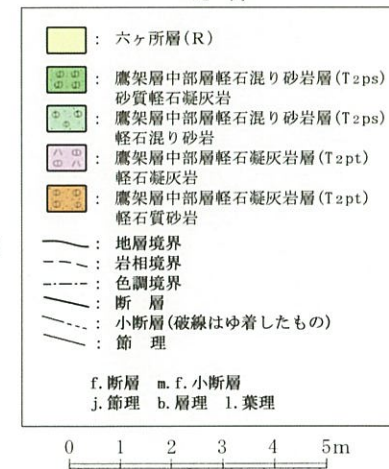 : 六ヶ所層(R)
: 鷹架層中部層軽石混り砂岩層(T2ps)
砂質軽石凝灰岩
: 鷹架層中部層軽石混り砂岩層(T2ps)
軽石混り砂岩
: 鷹架層中部層軽石凝灰岩層(T2pt)
軽石凝灰岩
: 鷹架層中部層軽石凝灰岩層(T2pt)
軽石質砂岩
: 地層境界
: 岩相境界
: 色調境界
: 断 層
: 小断層(破線はゆ着したもの)
: 節 理
f.断層 m.f.小断層
j.節理 b.層理 l.葉理
0 1 2 3 4 5m